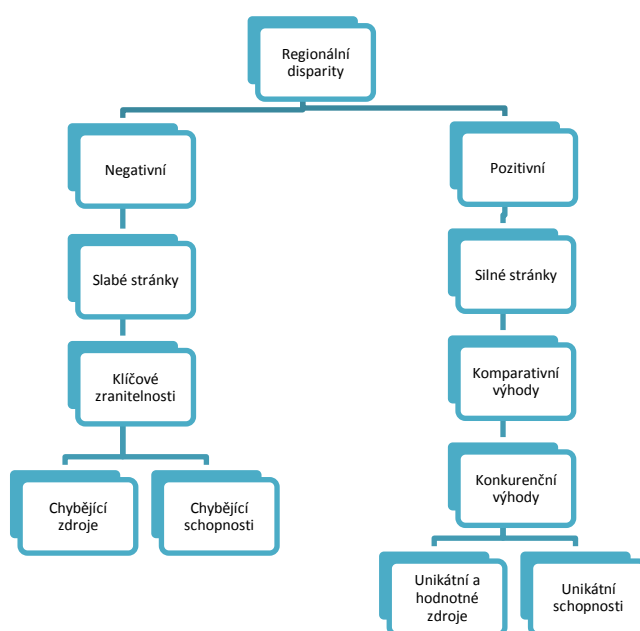 Regionální
disparity
Negativní
Pozitivní
Slabé stránky
Silné stránky
Klíčové
zranitelnosti
Komparativní
výhody
Chybějící
zdroje
Chybějící
schopnosti
Konkurenční
výhody
Unikátní a
hodnotné
zdroje
Unikátní
schopnosti